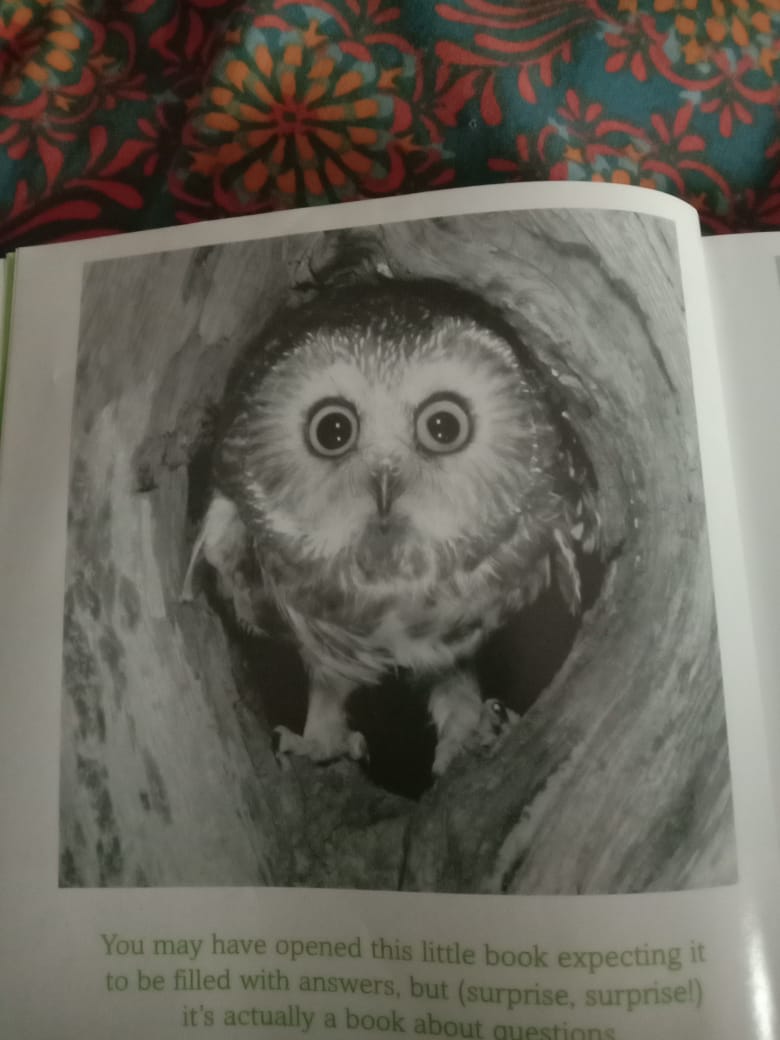 You may have opened this little book expecting it
to be filled with answers, but (surprise, surprise!)
it's actually a book about questions